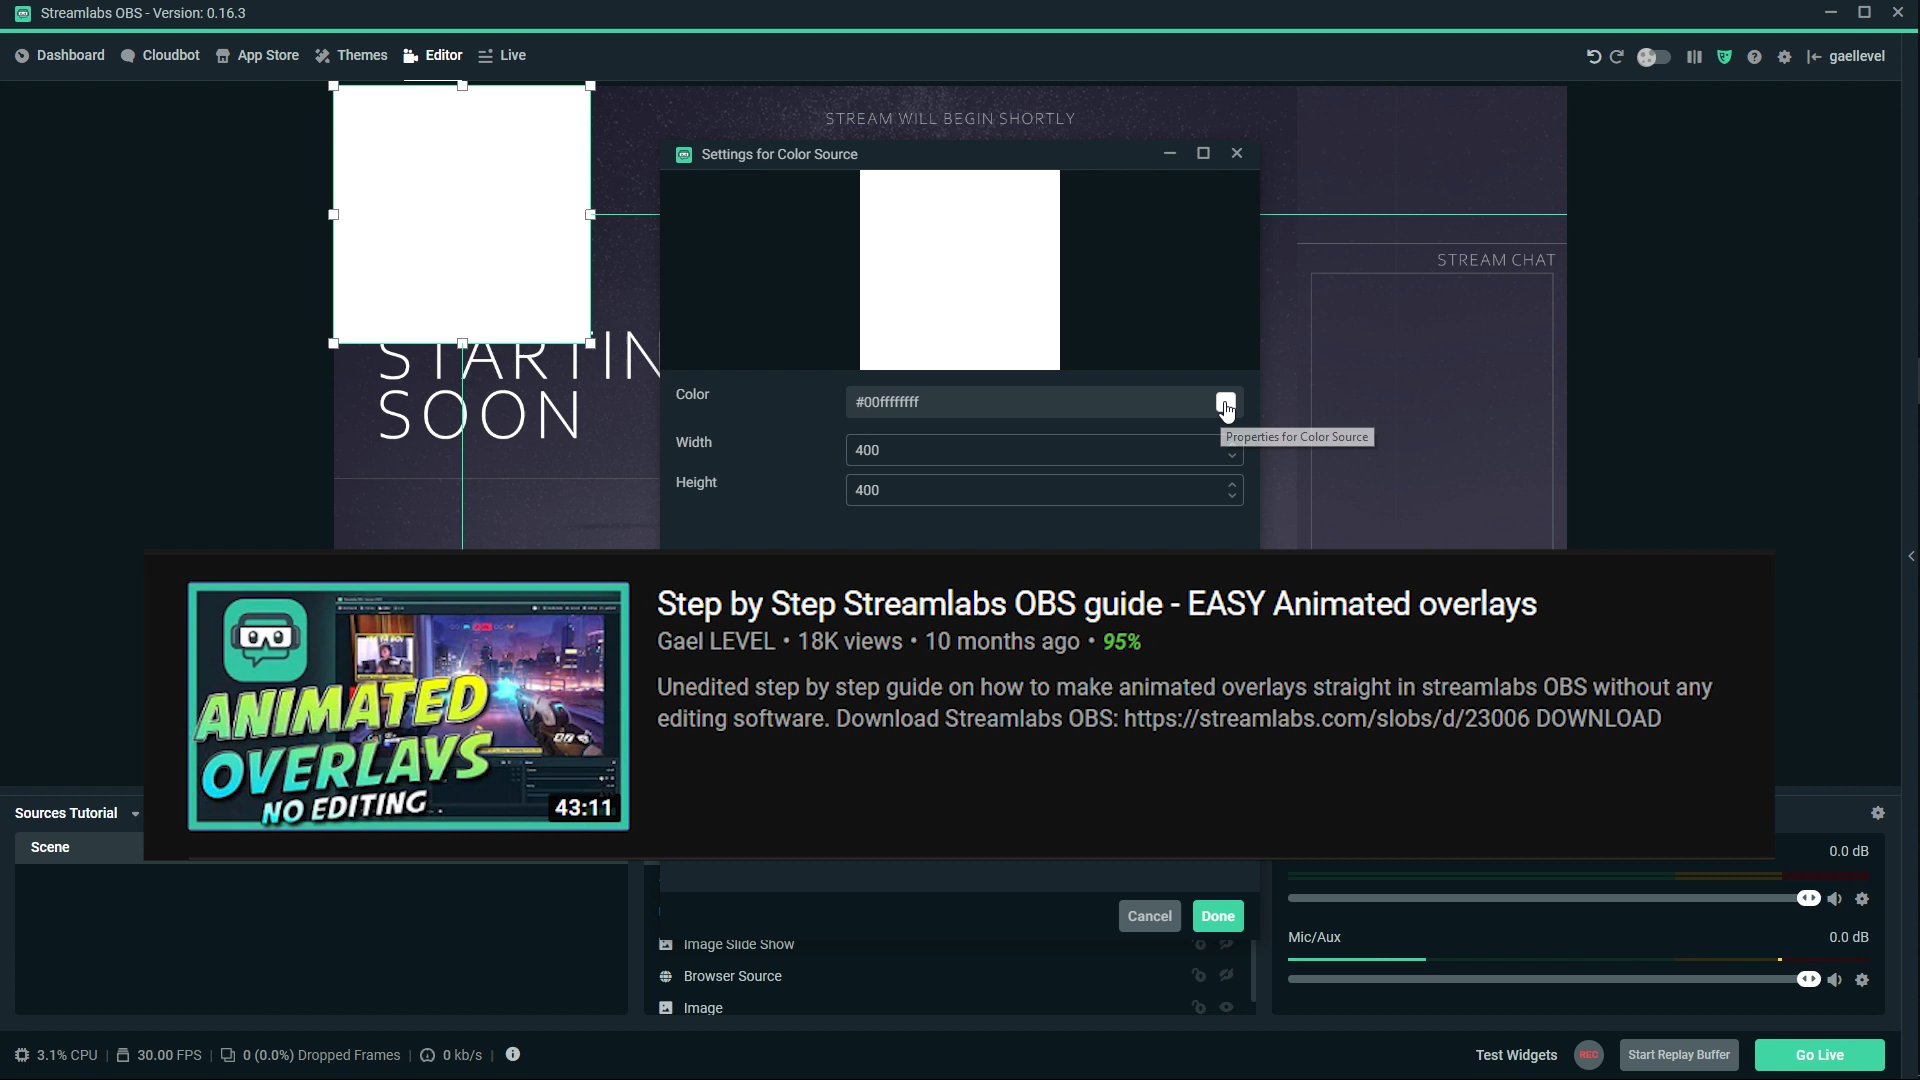 Streamlabs OBS - Version: 0.16.3
Dashboard Cloudbot App Store Themes Editor Live gaellevel
STREAM WILL BEGIN SHORTLY
Settings for Color Source
STREAM CHAT
STARTIN
SOON
Color #00ffffffff
Properties for Color Source
Width 400
Height 400
Step by Step Streamlabs OBS guide - EASY Animated overlays
Gael LEVEL • 18K views • 10 months ago • 95%
Unedited step by step guide on how to make animated overlays straight in streamlabs OBS without any
editing software. Download Streamlabs OBS: https://streamlabs.com/slobs/d/23006 DOWNLOAD
ANIMATED
OVERLAYS
NO EDITING
43:11
Sources Tutorial
Scene
0.0 dB
Cancel Done
Image Slide Show
Mic/Aux 0.0 dB
Browser Source
Image
3.1% CPU 30.00 FPS 0 (0.0%) Dropped Frames 0 kb/s Test Widgets REC Start Replay Buffer Go Live